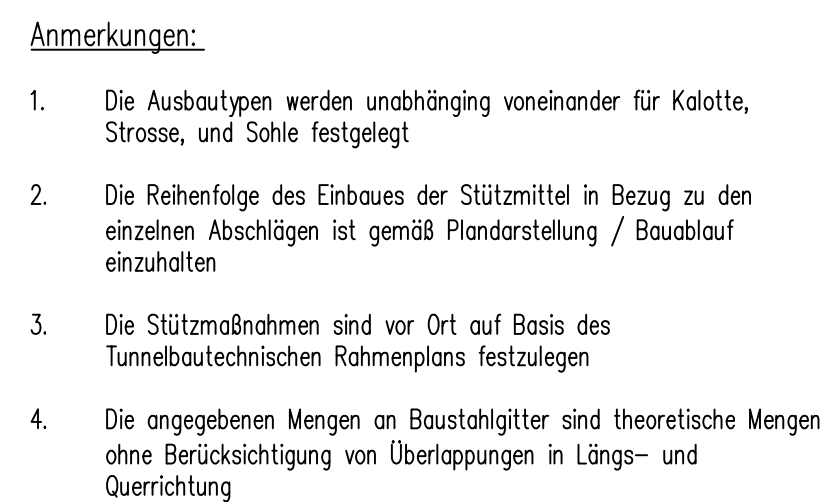 Anmerkungen:
1. Die Ausbautypen werden unabhänging voneinander für Kalotte,
Strosse, und Sohle festgelegt
2. Die Reihenfolge des Einbaues der Stützmittel in Bezug zu den
einzelnen Abschlägen ist gemäß Plandarstellung / Bauablauf
einzuhalten
3. Die Stützmaßnahmen sind vor Ort auf Basis des
Tunnelbautechnischen Rahmenplans festzulegen
4. Die angegebenen Mengen an Baustahlgitter sind theoretische Mengen
ohne Berücksichtigung von Überlappungen in Längs- und
Querrichtung